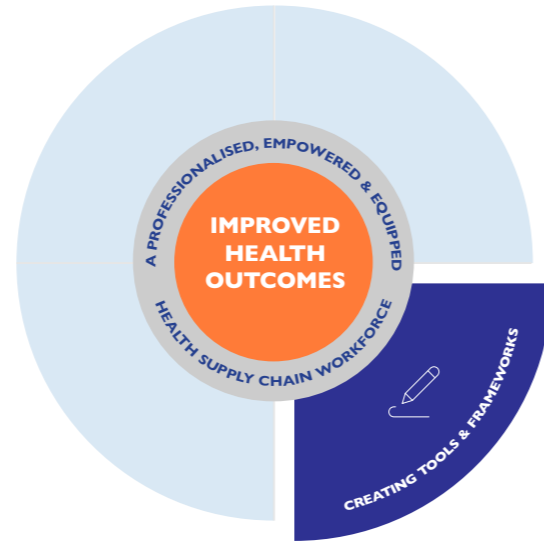 A PROFESSIONALISED, EMPOWERED & EQUIPPED
IMPROVED
HEALTH
OUTCOMES
HEALTH SUPPLY CHAIN WORKFORCE
CREATING TOOLS & FRAMEWORKS